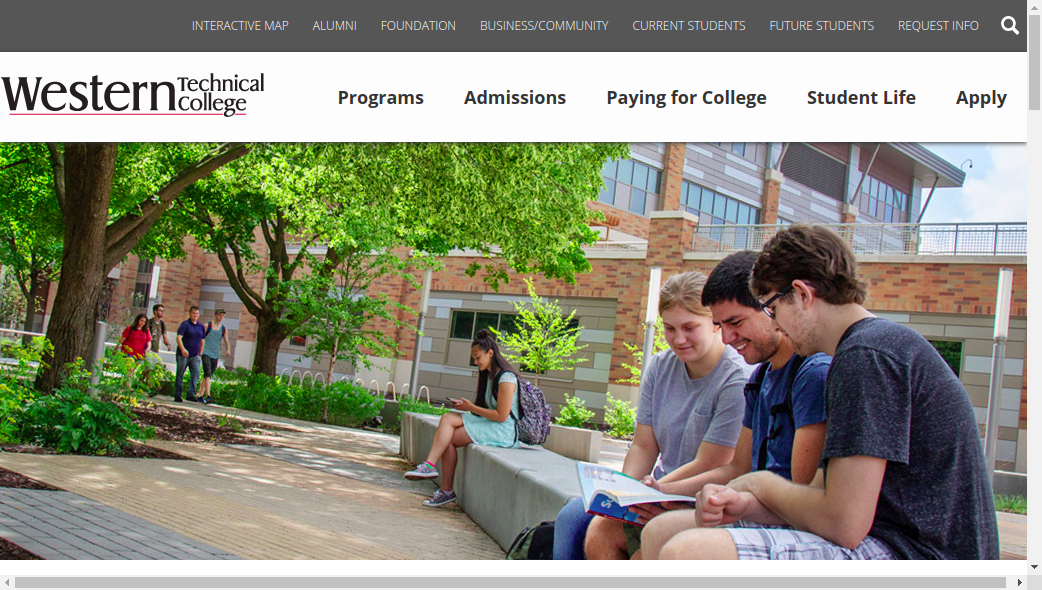 INTERACTIVE MAP ALUMNI FOUNDATION BUSINESS/COMMUNITY CURRENT STUDENTS FUTURE STUDENTS REQUEST INFO
Western Technical College
Programs Admissions Paying for College Student Life Apply